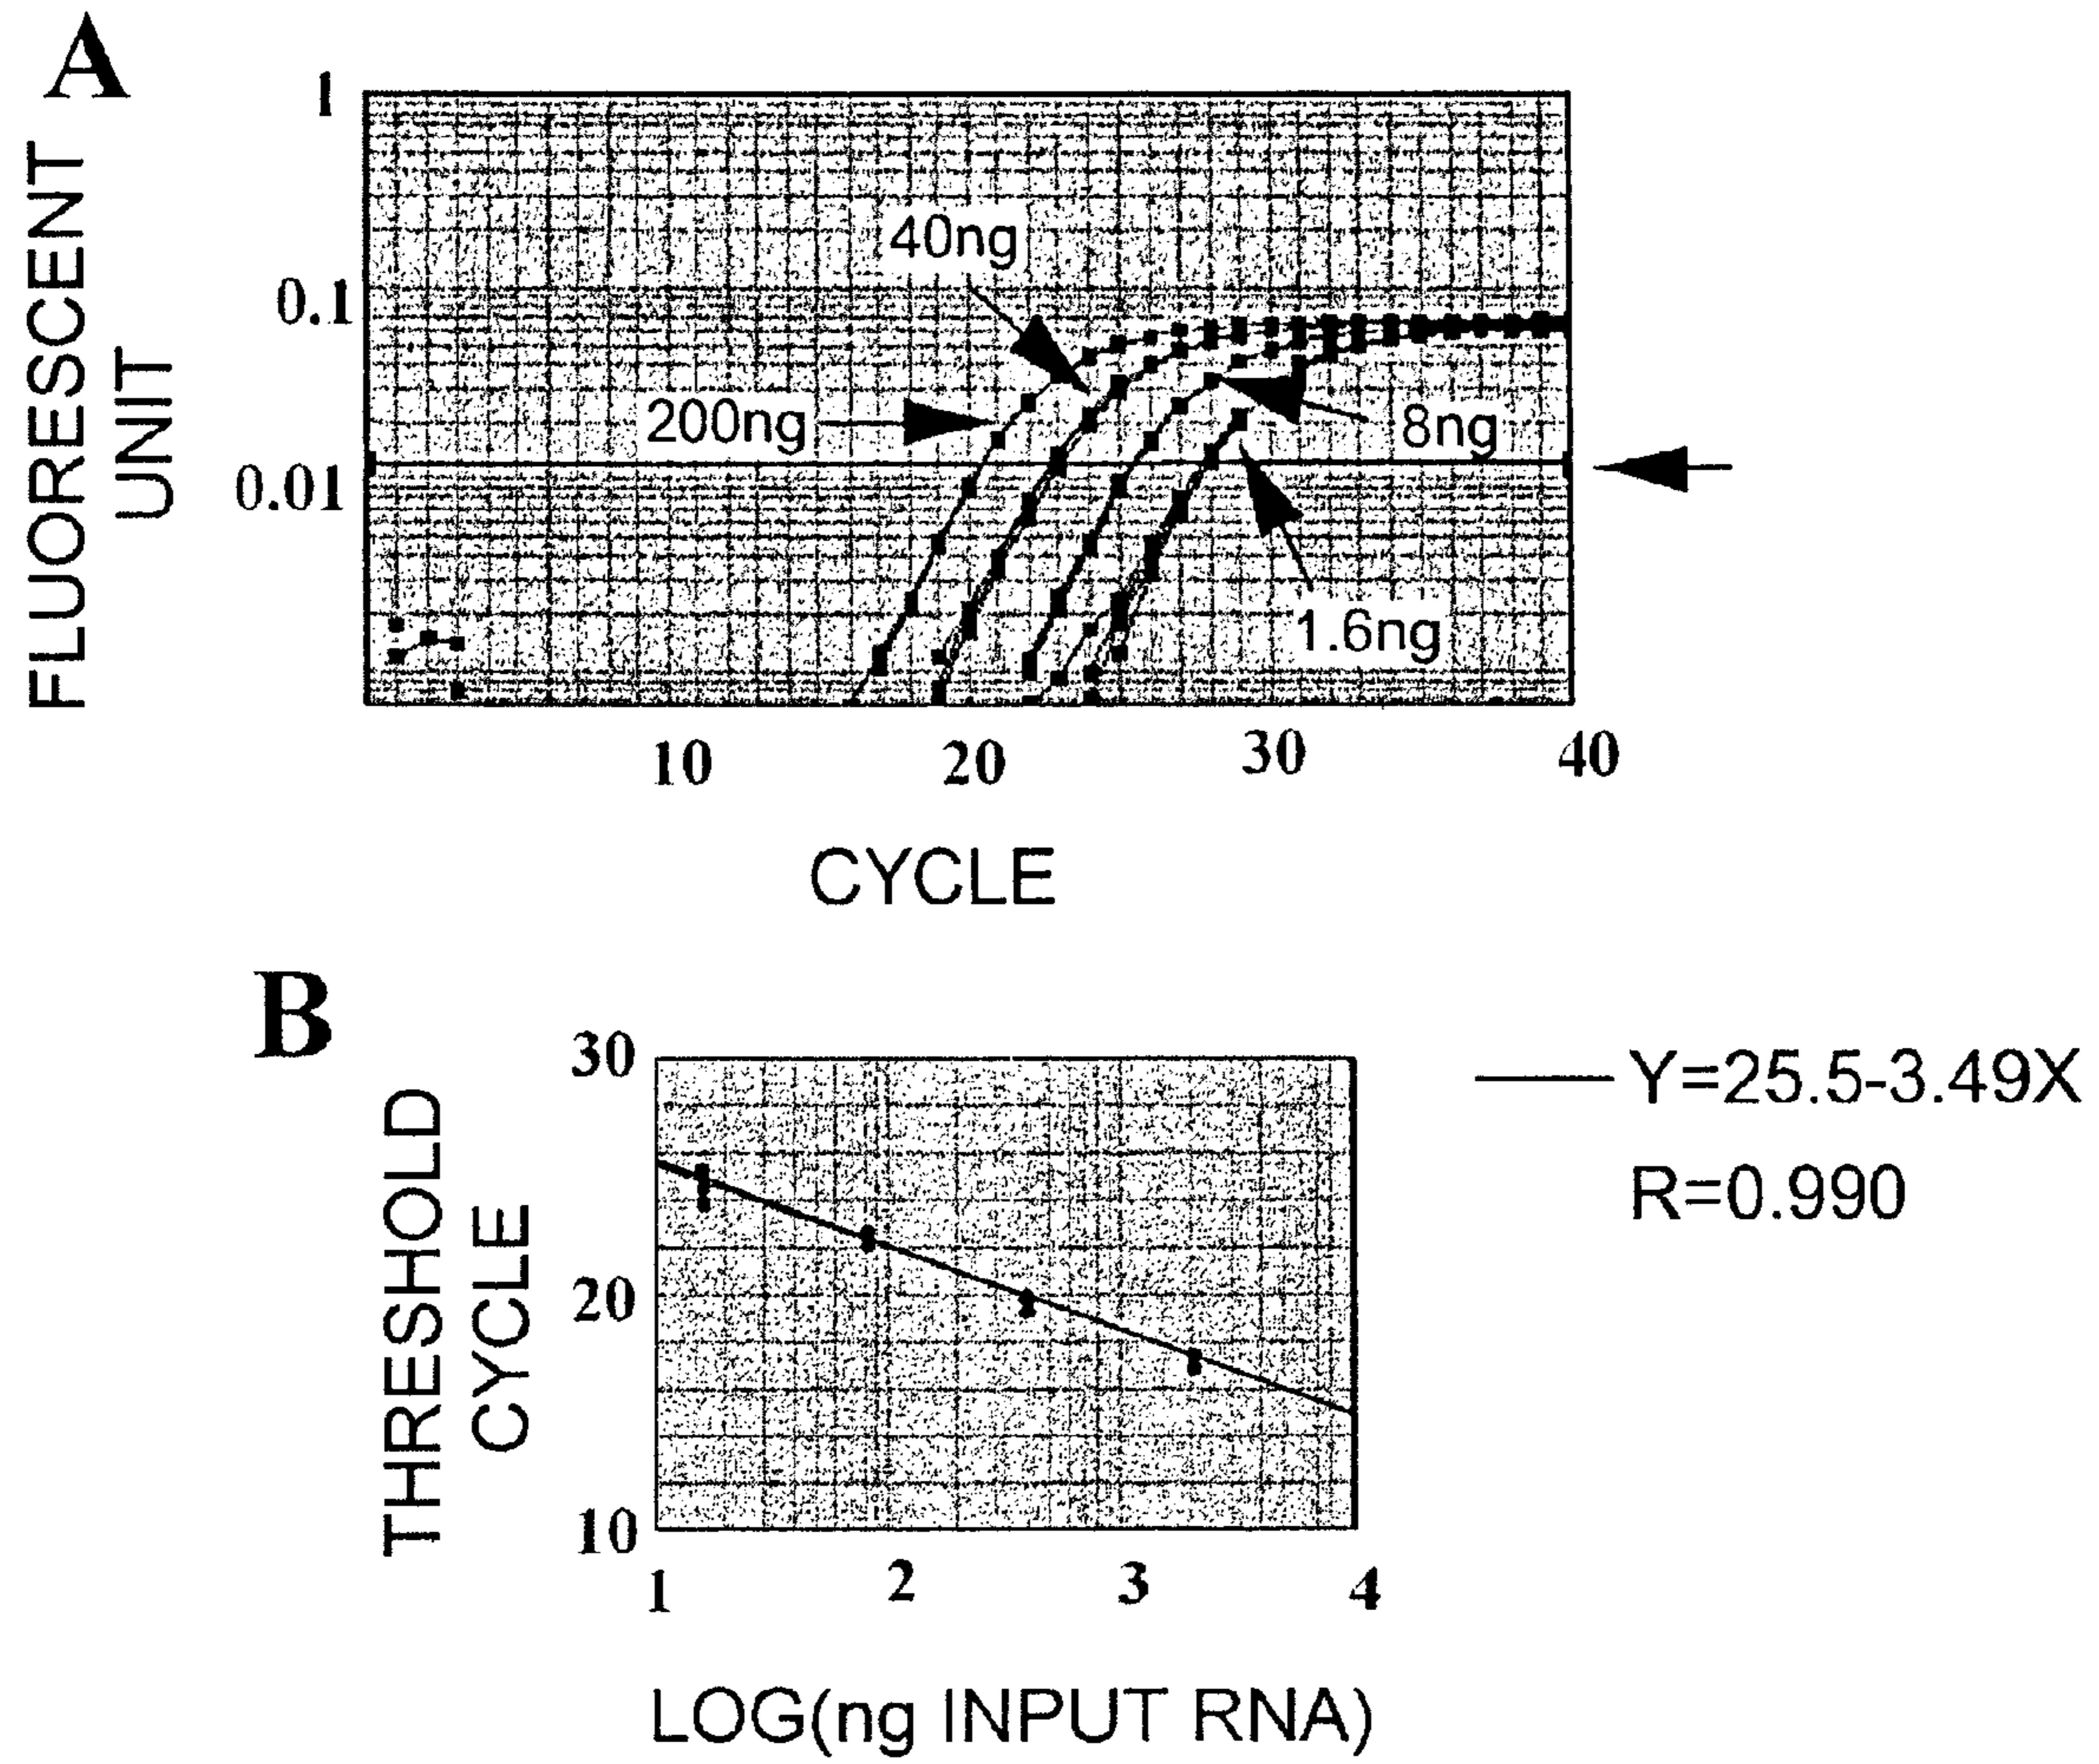 A
FLUORESCENT
UNIT
1
0.1
0.01
40ng
200ng
8ng
1.6ng
10 20 30 40
CYCLE
B
THRESHOLD
CYCLE
30
20
10
1 2 3 4
LOG(ng INPUT RNA)
Y=25.5-3.49X
R=0.990